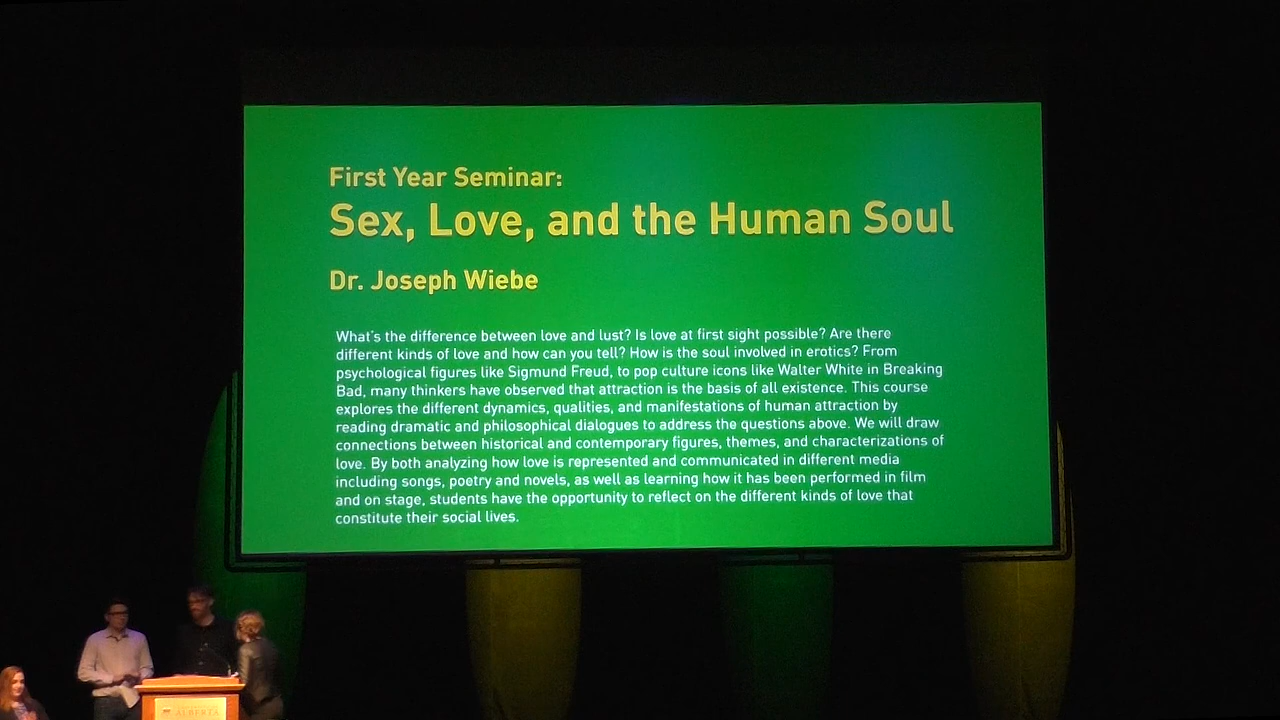 First Year Seminar:
Sex, Love, and the Human Soul
Dr. Joseph Wiebe
What's the difference between love and lust? Is love at first sight possible? Are there
different kinds of love and how can you tell? How is the soul involved in erotics? From
psychological figures like Sigmund Freud, to pop culture icons like Walter White in Breaking
Bad, many thinkers have observed that attraction is the basis of all existence. This course
explores the different dynamics, qualities, and manifestations of human attraction by
reading dramatic and philosophical dialogues to address the questions above. We will draw
connections between historical and contemporary figures, themes, and characterizations of
love. By both analyzing how love is represented and communicated in different media
including songs, poetry and novels, as well as learning how it has been performed in film
and on stage, students have the opportunity to reflect on the different kinds of love that
constitute their social lives.
ALBERTA